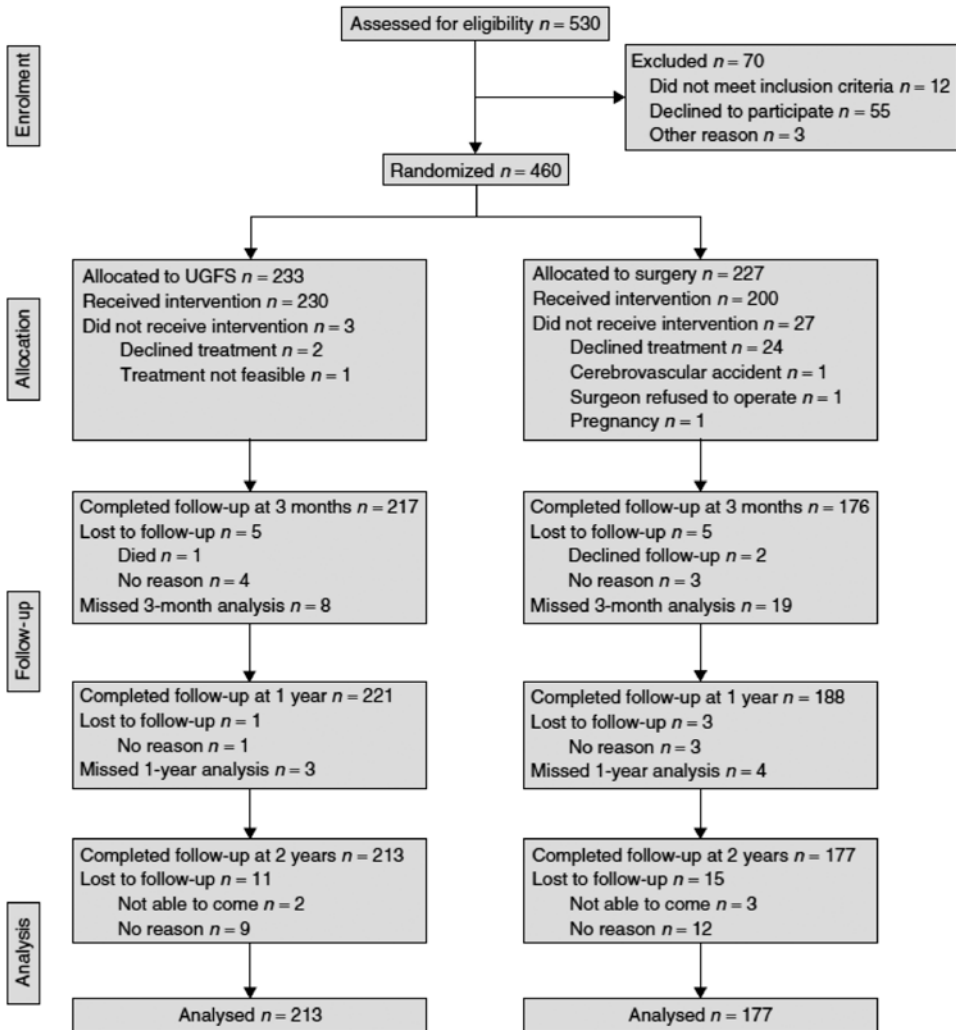 Assessed for eligibility n = 530
Enrolment
Excluded n = 70
Did not meet inclusion criteria n = 12
Declined to participate n = 55
Other reason n = 3
Randomized n = 460
Allocation
Allocated to UGFS n = 233
Received intervention n = 230
Did not receive intervention n = 3
Declined treatment n = 2
Treatment not feasible n = 1
Allocated to surgery n = 227
Received intervention n = 200
Did not receive intervention n = 27
Declined treatment n = 24
Cerebrovascular accident n = 1
Surgeon refused to operate n = 1
Pregnancy n = 1
Follow-up
Completed follow-up at 3 months n = 217
Lost to follow-up n = 5
Died n = 1
No reason n = 4
Missed 3-month analysis n = 8
Completed follow-up at 3 months n = 176
Lost to follow-up n = 5
Declined follow-up n = 2
No reason n = 3
Missed 3-month analysis n = 19
Completed follow-up at 1 year n = 221
Lost to follow-up n = 1
No reason n = 1
Missed 1-year analysis n = 3
Completed follow-up at 1 year n = 188
Lost to follow-up n = 3
No reason n = 3
Missed 1-year analysis n = 4
Analysis
Completed follow-up at 2 years n = 213
Lost to follow-up n = 11
Not able to come n = 2
No reason n = 9
Completed follow-up at 2 years n = 177
Lost to follow-up n = 15
Not able to come n = 3
No reason n = 12
Analysed n = 213
Analysed n = 177